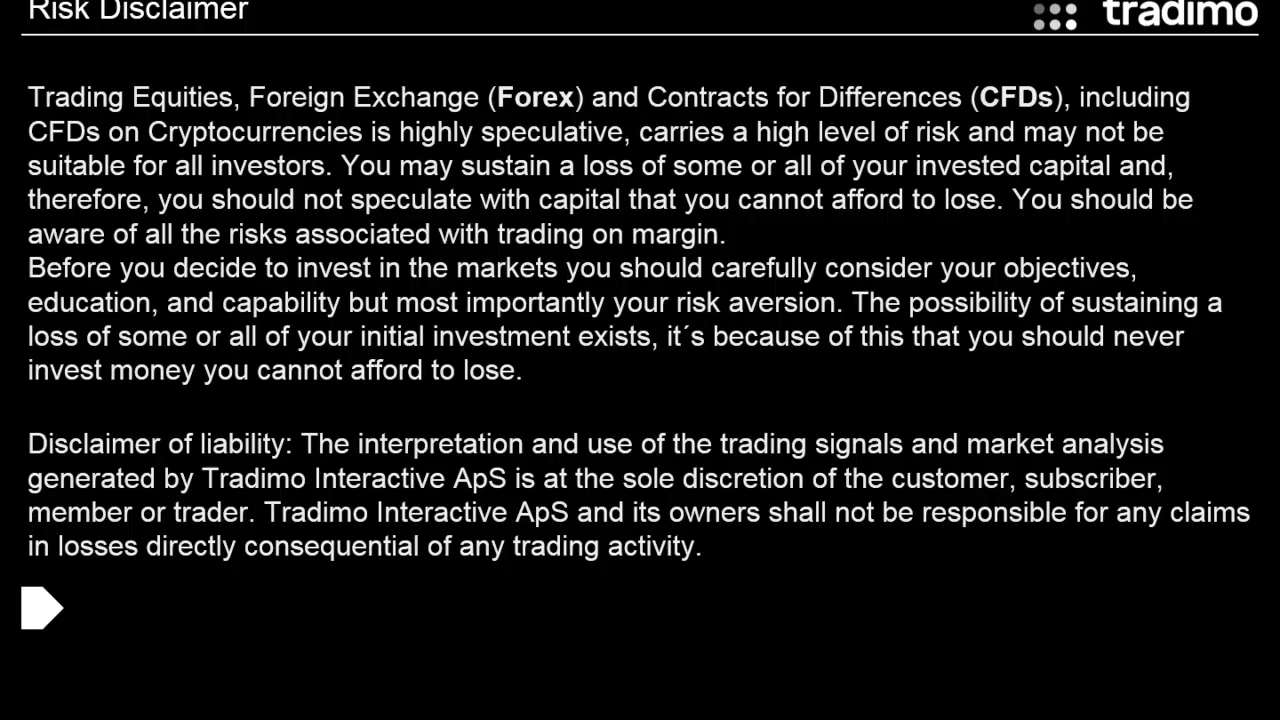 Risk Disclaimer
tradimo
Trading Equities, Foreign Exchange (Forex) and Contracts for Differences (CFDs), including
CFDs on Cryptocurrencies is highly speculative, carries a high level of risk and may not be
suitable for all investors. You may sustain a loss of some or all of your invested capital and,
therefore, you should not speculate with capital that you cannot afford to lose. You should be
aware of all the risks associated with trading on margin.
Before you decide to invest in the markets you should carefully consider your objectives,
education, and capability but most importantly your risk aversion. The possibility of sustaining a
loss of some or all of your initial investment exists, it´s because of this that you should never
invest money you cannot afford to lose.
Disclaimer of liability: The interpretation and use of the trading signals and market analysis
generated by Tradimo Interactive ApS is at the sole discretion of the customer, subscriber,
member or trader. Tradimo Interactive ApS and its owners shall not be responsible for any claims
in losses directly consequential of any trading activity.